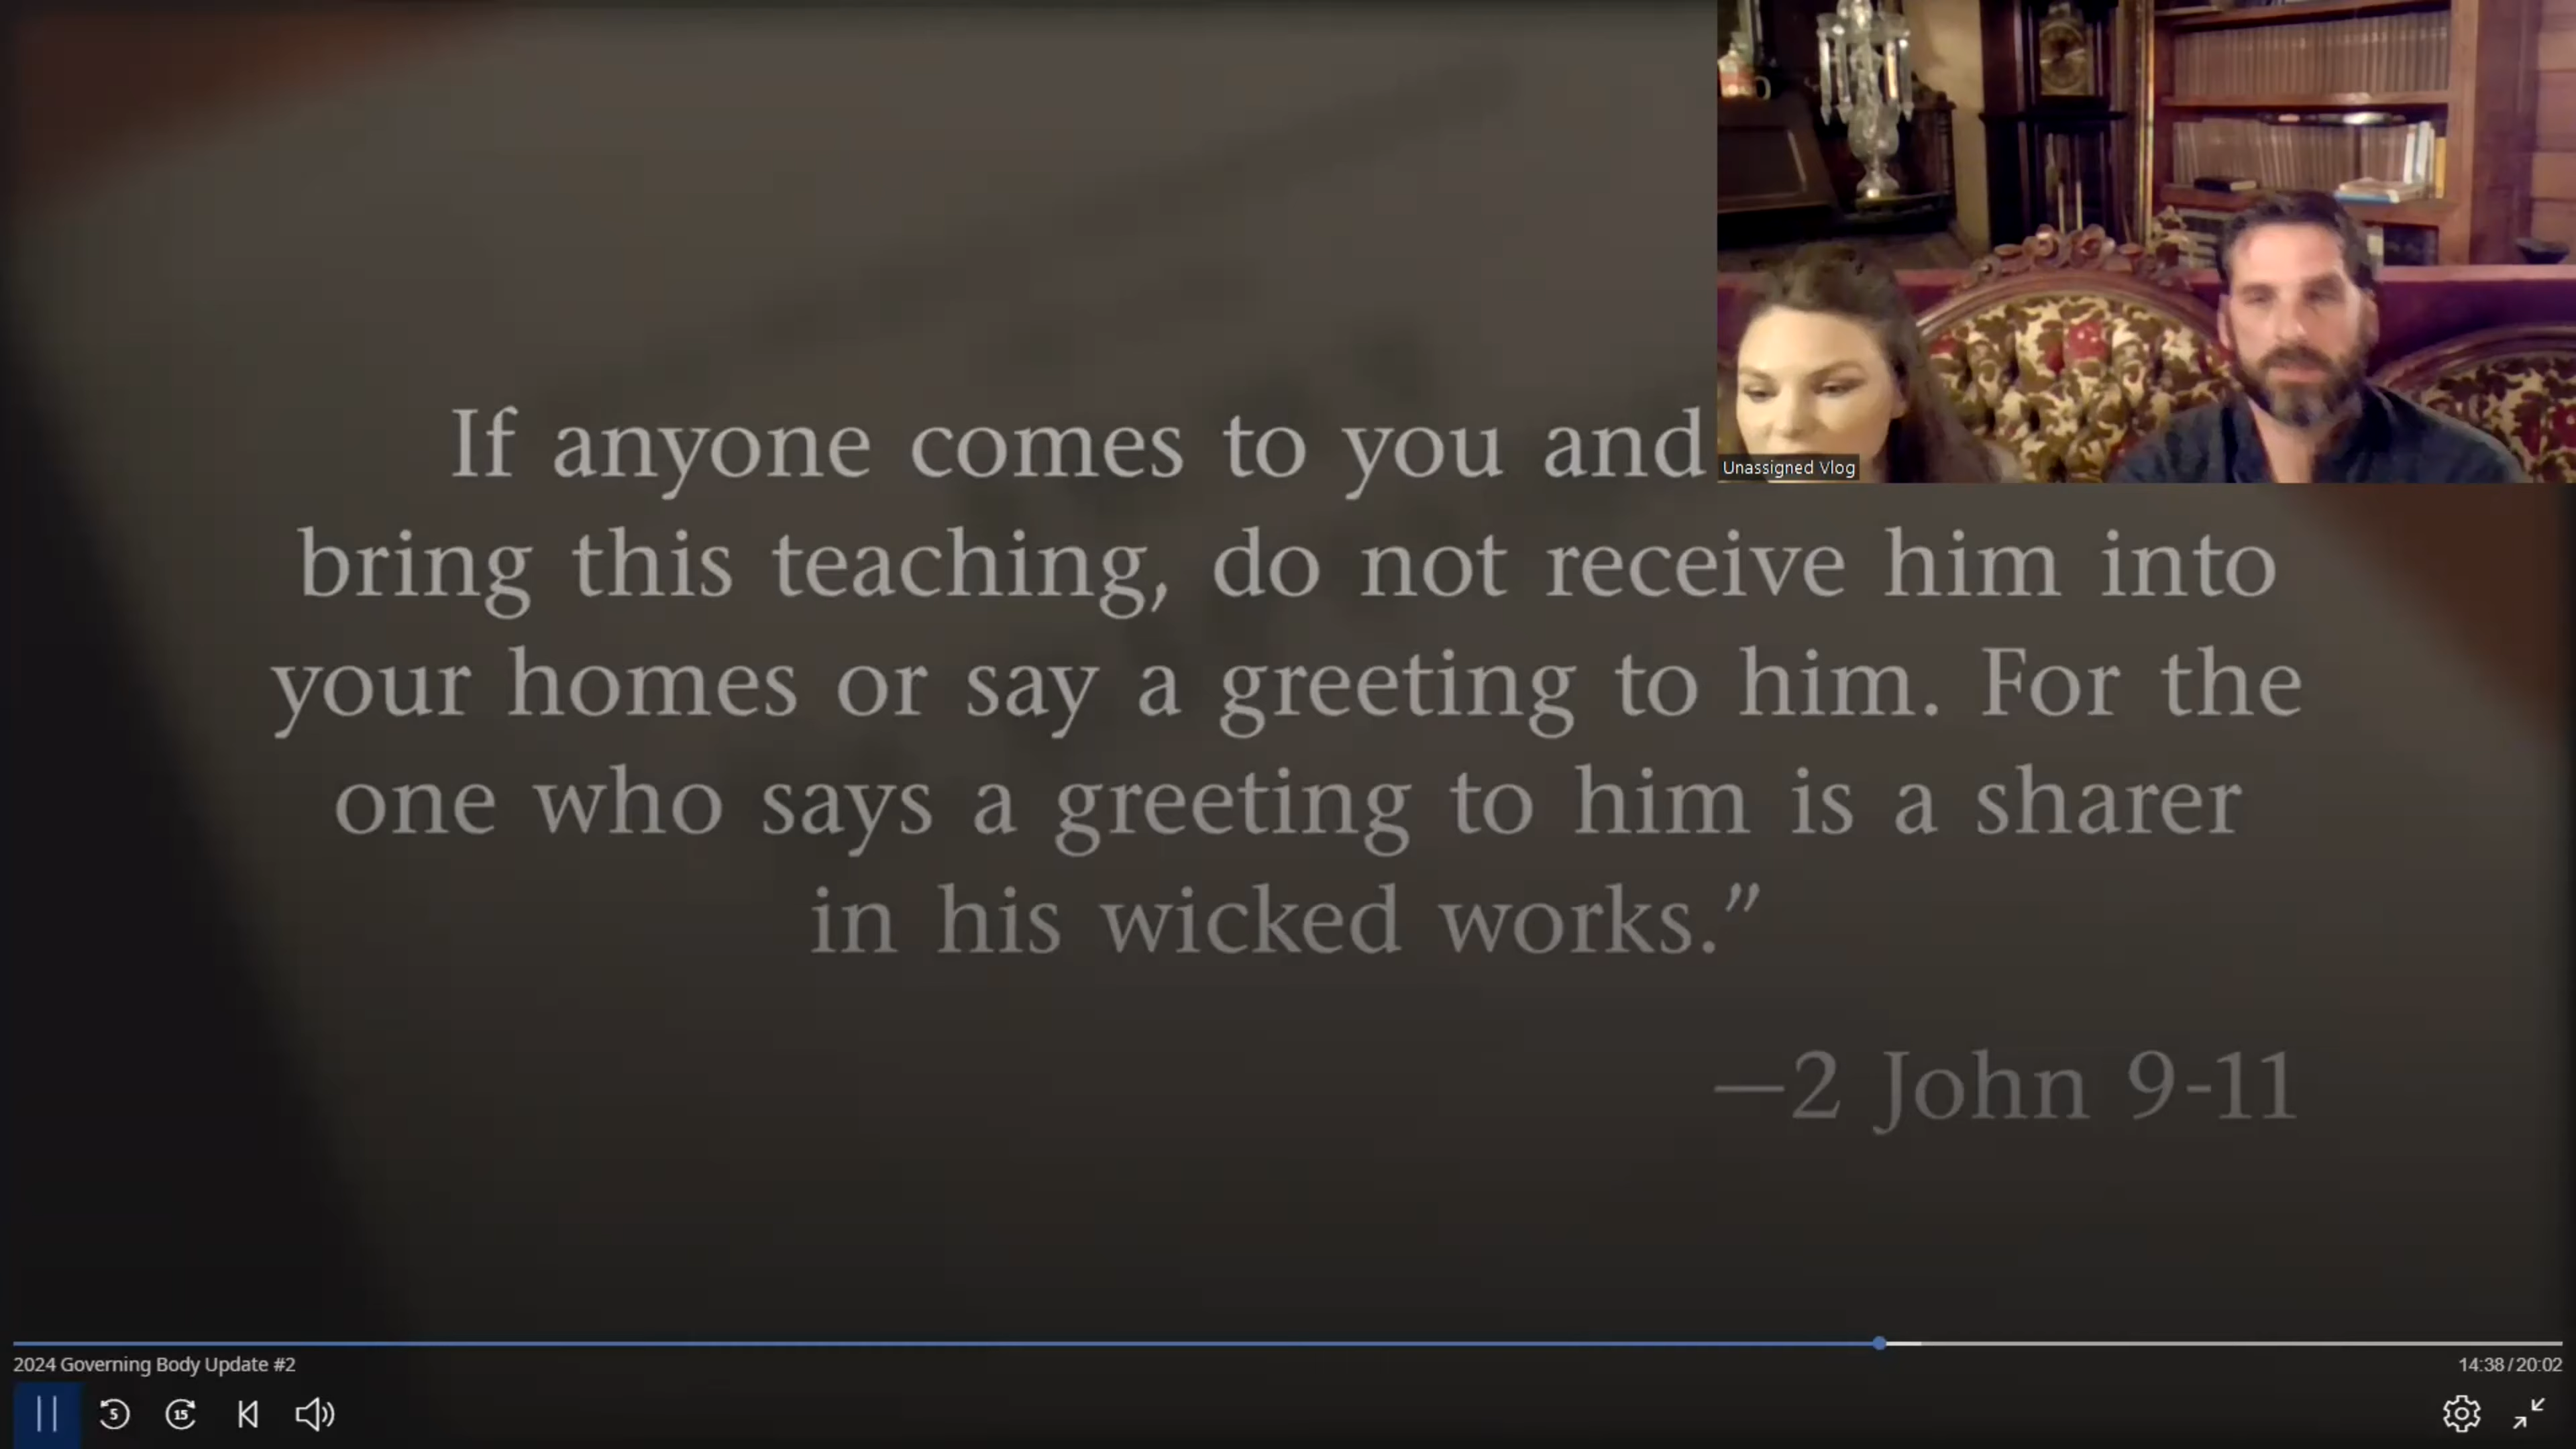 If anyone comes to you and
Unassigned Vlog
bring this teaching, do not receive him into
your homes or say a greeting to him. For the
one who says a greeting to him is a sharer
in his wicked works.”
—2 John 9-11
2024 Governing Body Update #2
14:38/20:02
5
15